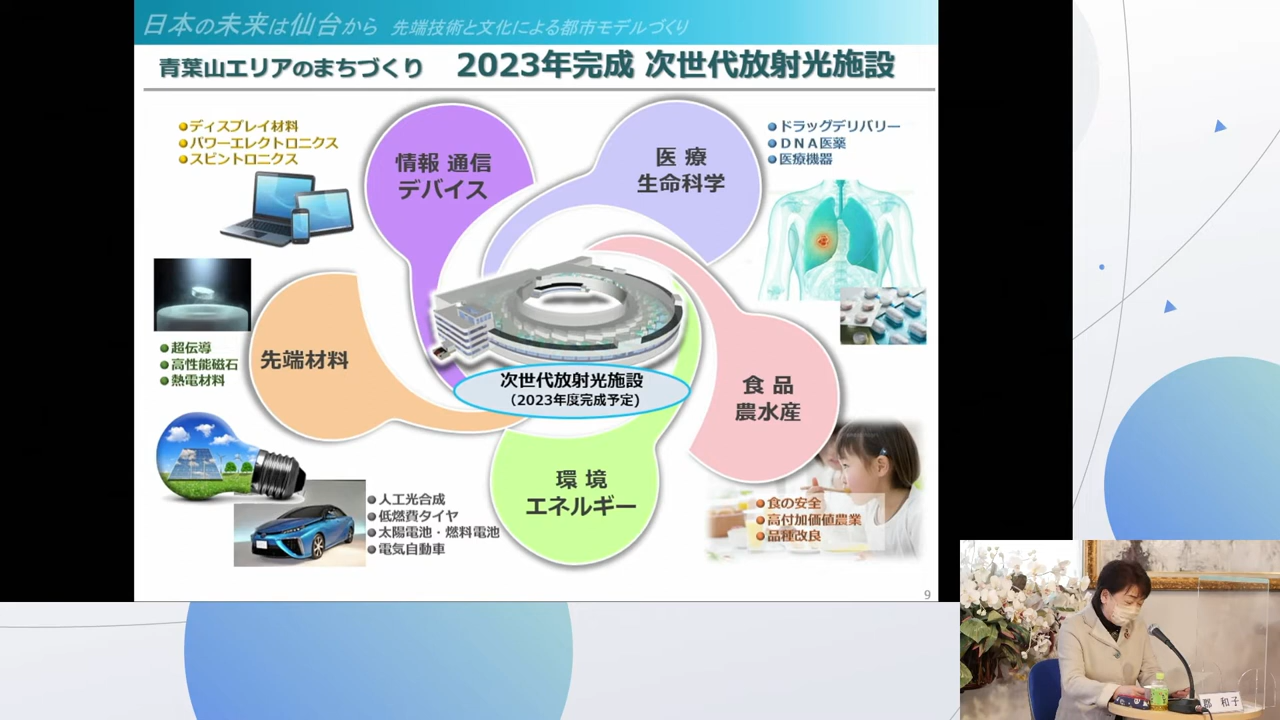 日本の未来は仙台から 先端技術と文化による都市モデルづくり
青葉山エリアのまちづくり 2023年完成 次世代放射光施設
●ディスプレイ材料
●パワーエレクトロニクス
●スピントロニクス
情報 通信
デバイス
医 療
生命科学
●ドラッグデリバリー
●DNA医薬
●医療機器
●超伝導
●高性能磁石
●熱電材料
先端材料
次世代放射光施設
（2023年度完成予定）
食 品
農水産
環 境
エネルギー
●人工光合成
●低燃費タイヤ
●太陽電池・燃料電池
●電気自動車
●食の安全
●高付加価値農業
●品種改良
9
郡 和子